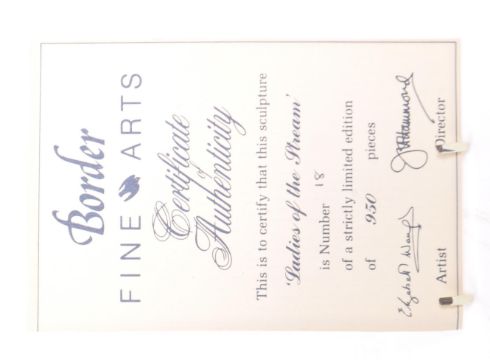 Border
FINE ARTS
Certificate
of
Authenticity
This is to certify that this sculpture
'Ladies of the Stream'
is Number 18
of a strictly limited edition
of 950 pieces
Artist Director